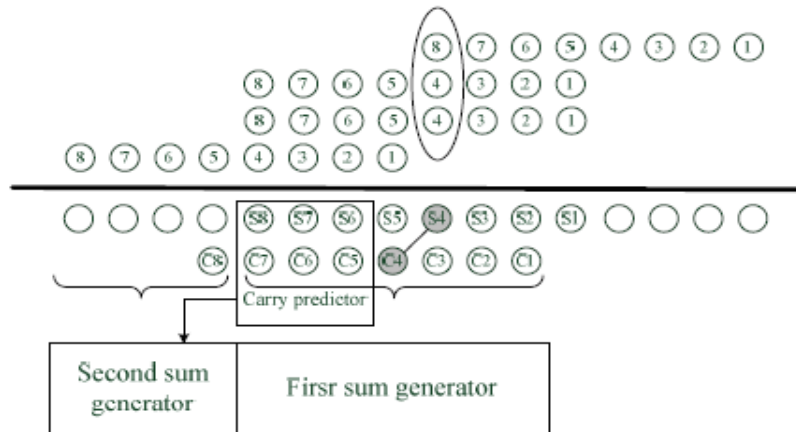 8 7 6 5 4 3 2 1
8 7 6 5 4 3 2 1
8 7 6 5 4 3 2 1
8 7 6 5 4 3 2 1
S8 S7 S6 S5 S4 S3 S2 S1
C8 C7 C6 C5 C4 C3 C2 C1
Carry predictor
Second sum
generator
Firsr sum generator